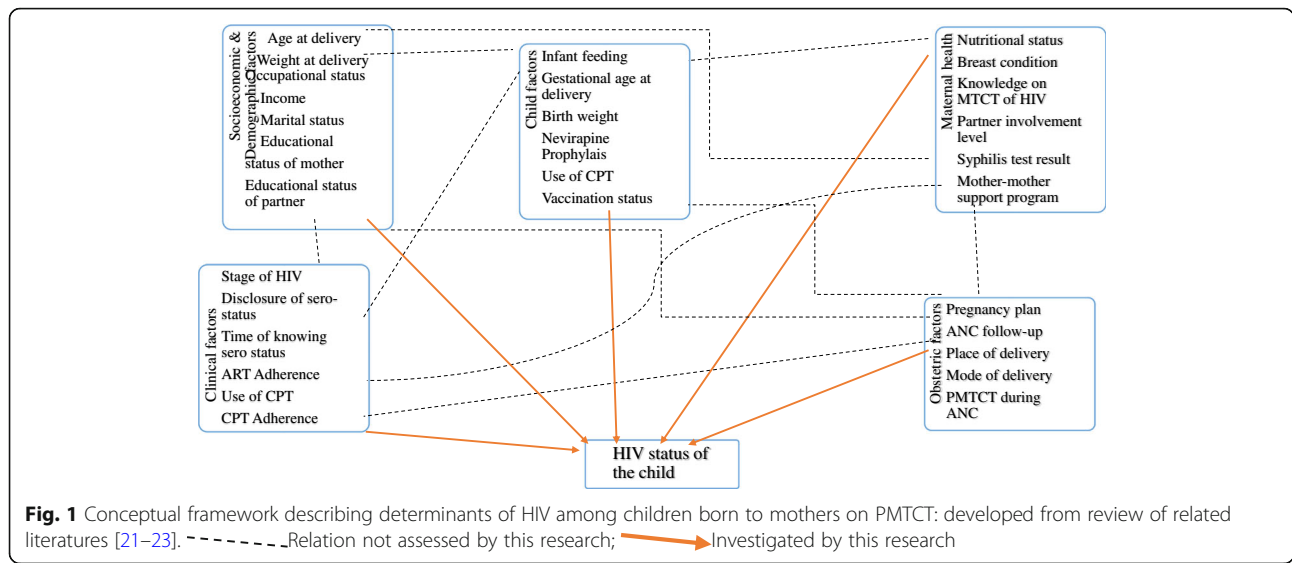 Socioeconomic &
Demographic factors
Age at delivery
Weight at delivery
Occupational status
Income
Marital status
Educational
status of mother
Educational status
of partner
Child factors
Infant feeding
Gestational age at
delivery
Birth weight
Nevirapine
Prophylais
Use of CPT
Vaccination status
Maternal health
Nutritional status
Breast condition
Knowledge on
MTCT of HIV
Partner involvement
level
Syphilis test result
Mother-mother
support program
Clinical factors
Stage of HIV
Disclosure of sero-
status
Time of knowing
sero status
ART Adherence
Use of CPT
CPT Adherence
Obstetric factors
Pregnancy plan
ANC follow-up
Place of delivery
Mode of delivery
PMTCT during
ANC
HIV status of
the child
Fig. 1 Conceptual framework describing determinants of HIV among children born to mothers on PMTCT: developed from review of related
literatures [21–23]. Relation not assessed by this research; Investigated by this research